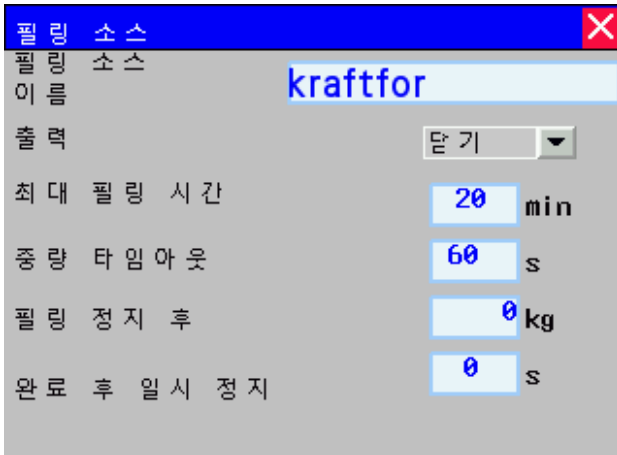 필링 소스
필링 소스
이름
kraftfor
출력
닫기
최대 필링 시간
20 min
중량 타임아웃
60 s
필링 정지 후
0 kg
완료 후 일시 정지
0 s